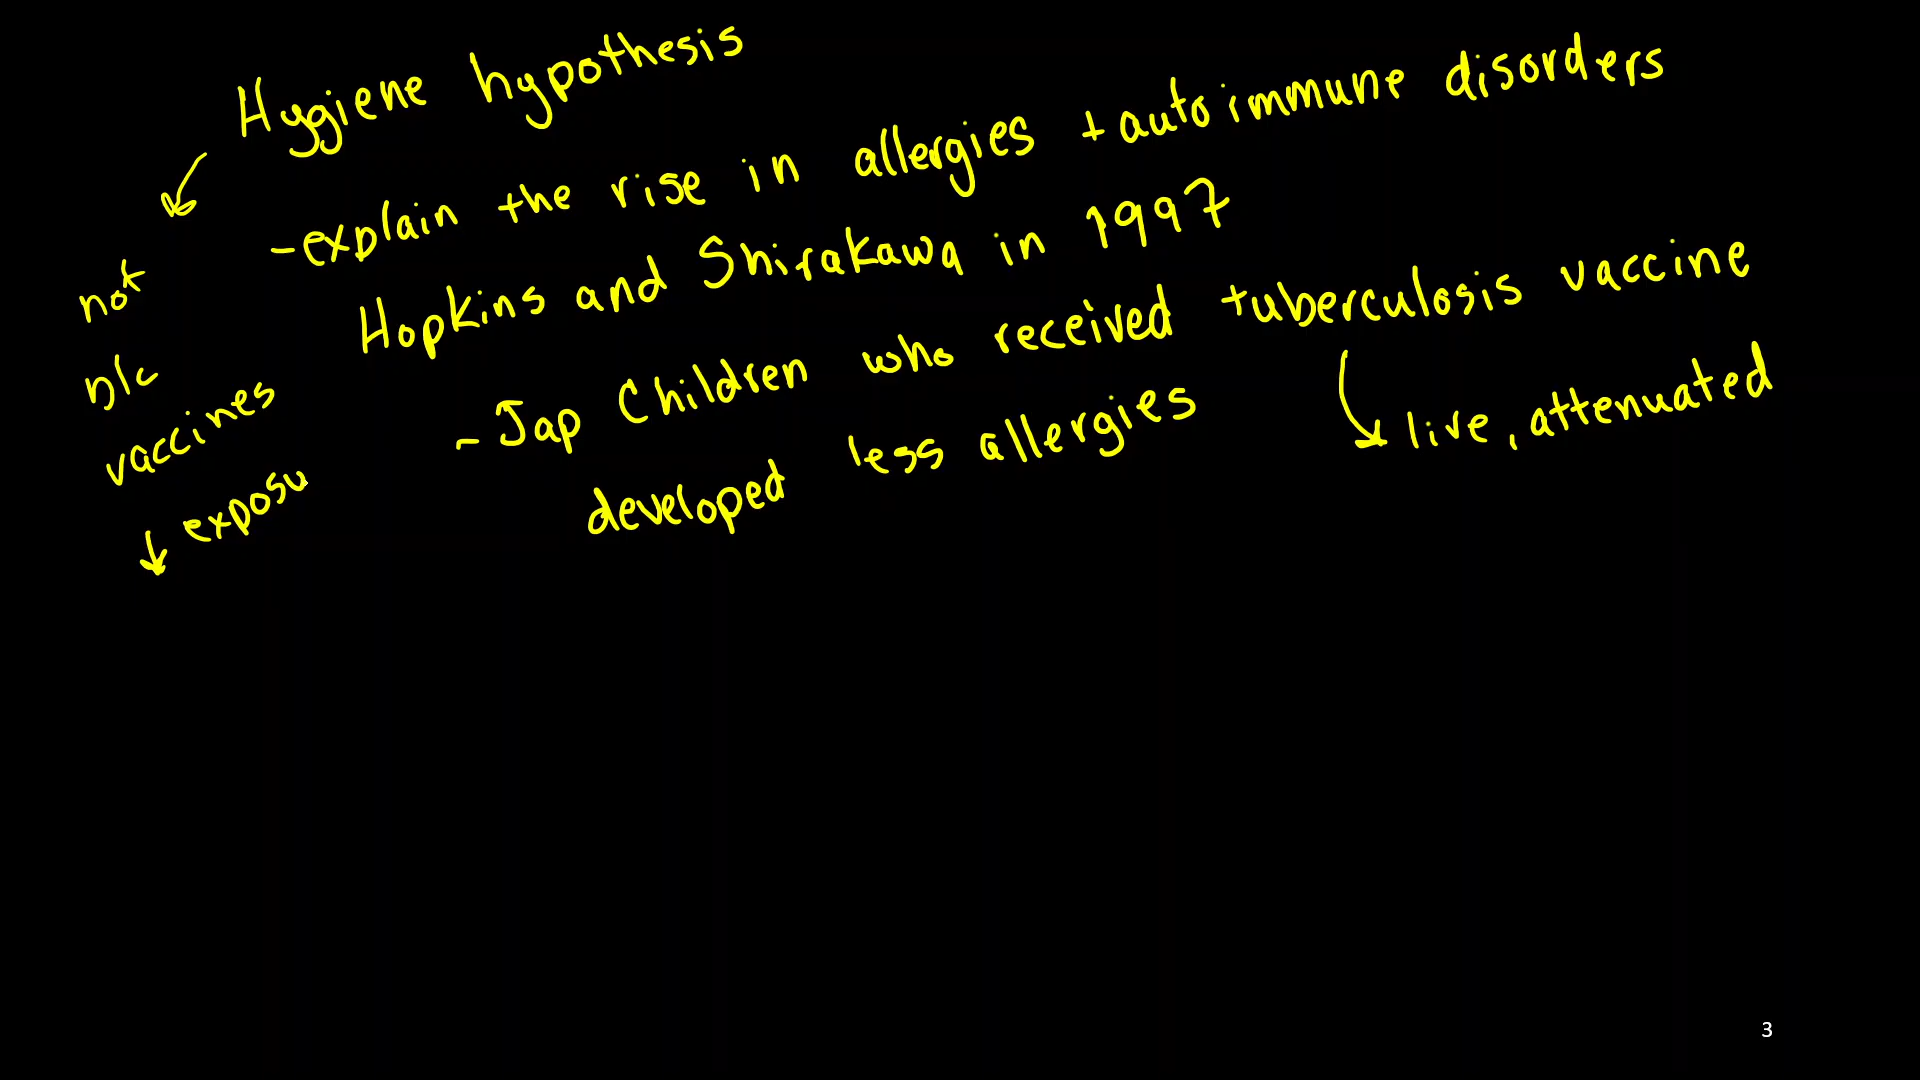 Hygiene hypothesis
-explain the rise in allergies + autoimmune disorders
Hopkins and Shirakawa in 1997
- Jap Children who received tuberculosis vaccine
developed less allergies
live, attenuated
not
b/c
vaccines
↓ exposu
3